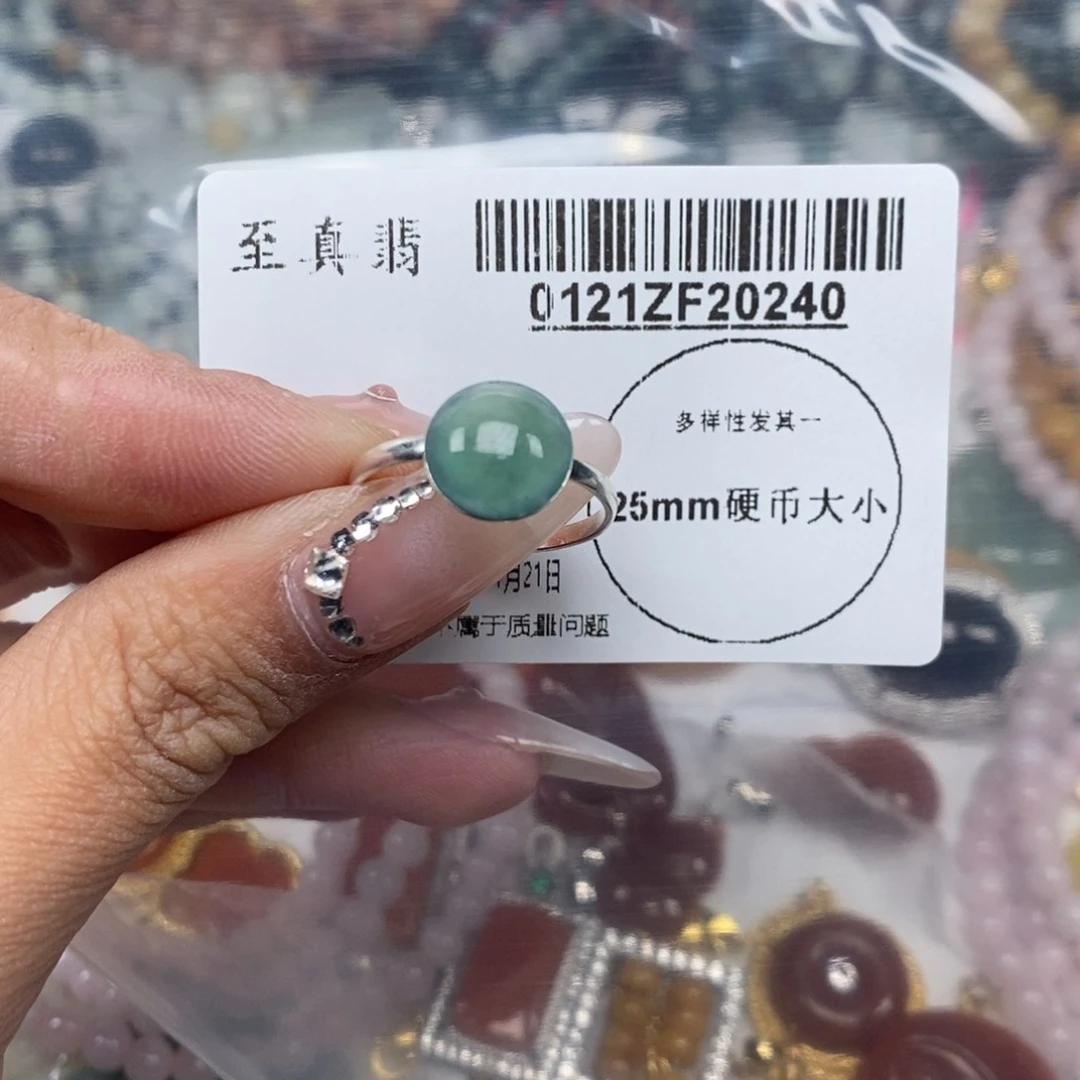 至真翡
0121ZF20240
多样性发其一
25mm硬币大小
月21日
属于质量问题